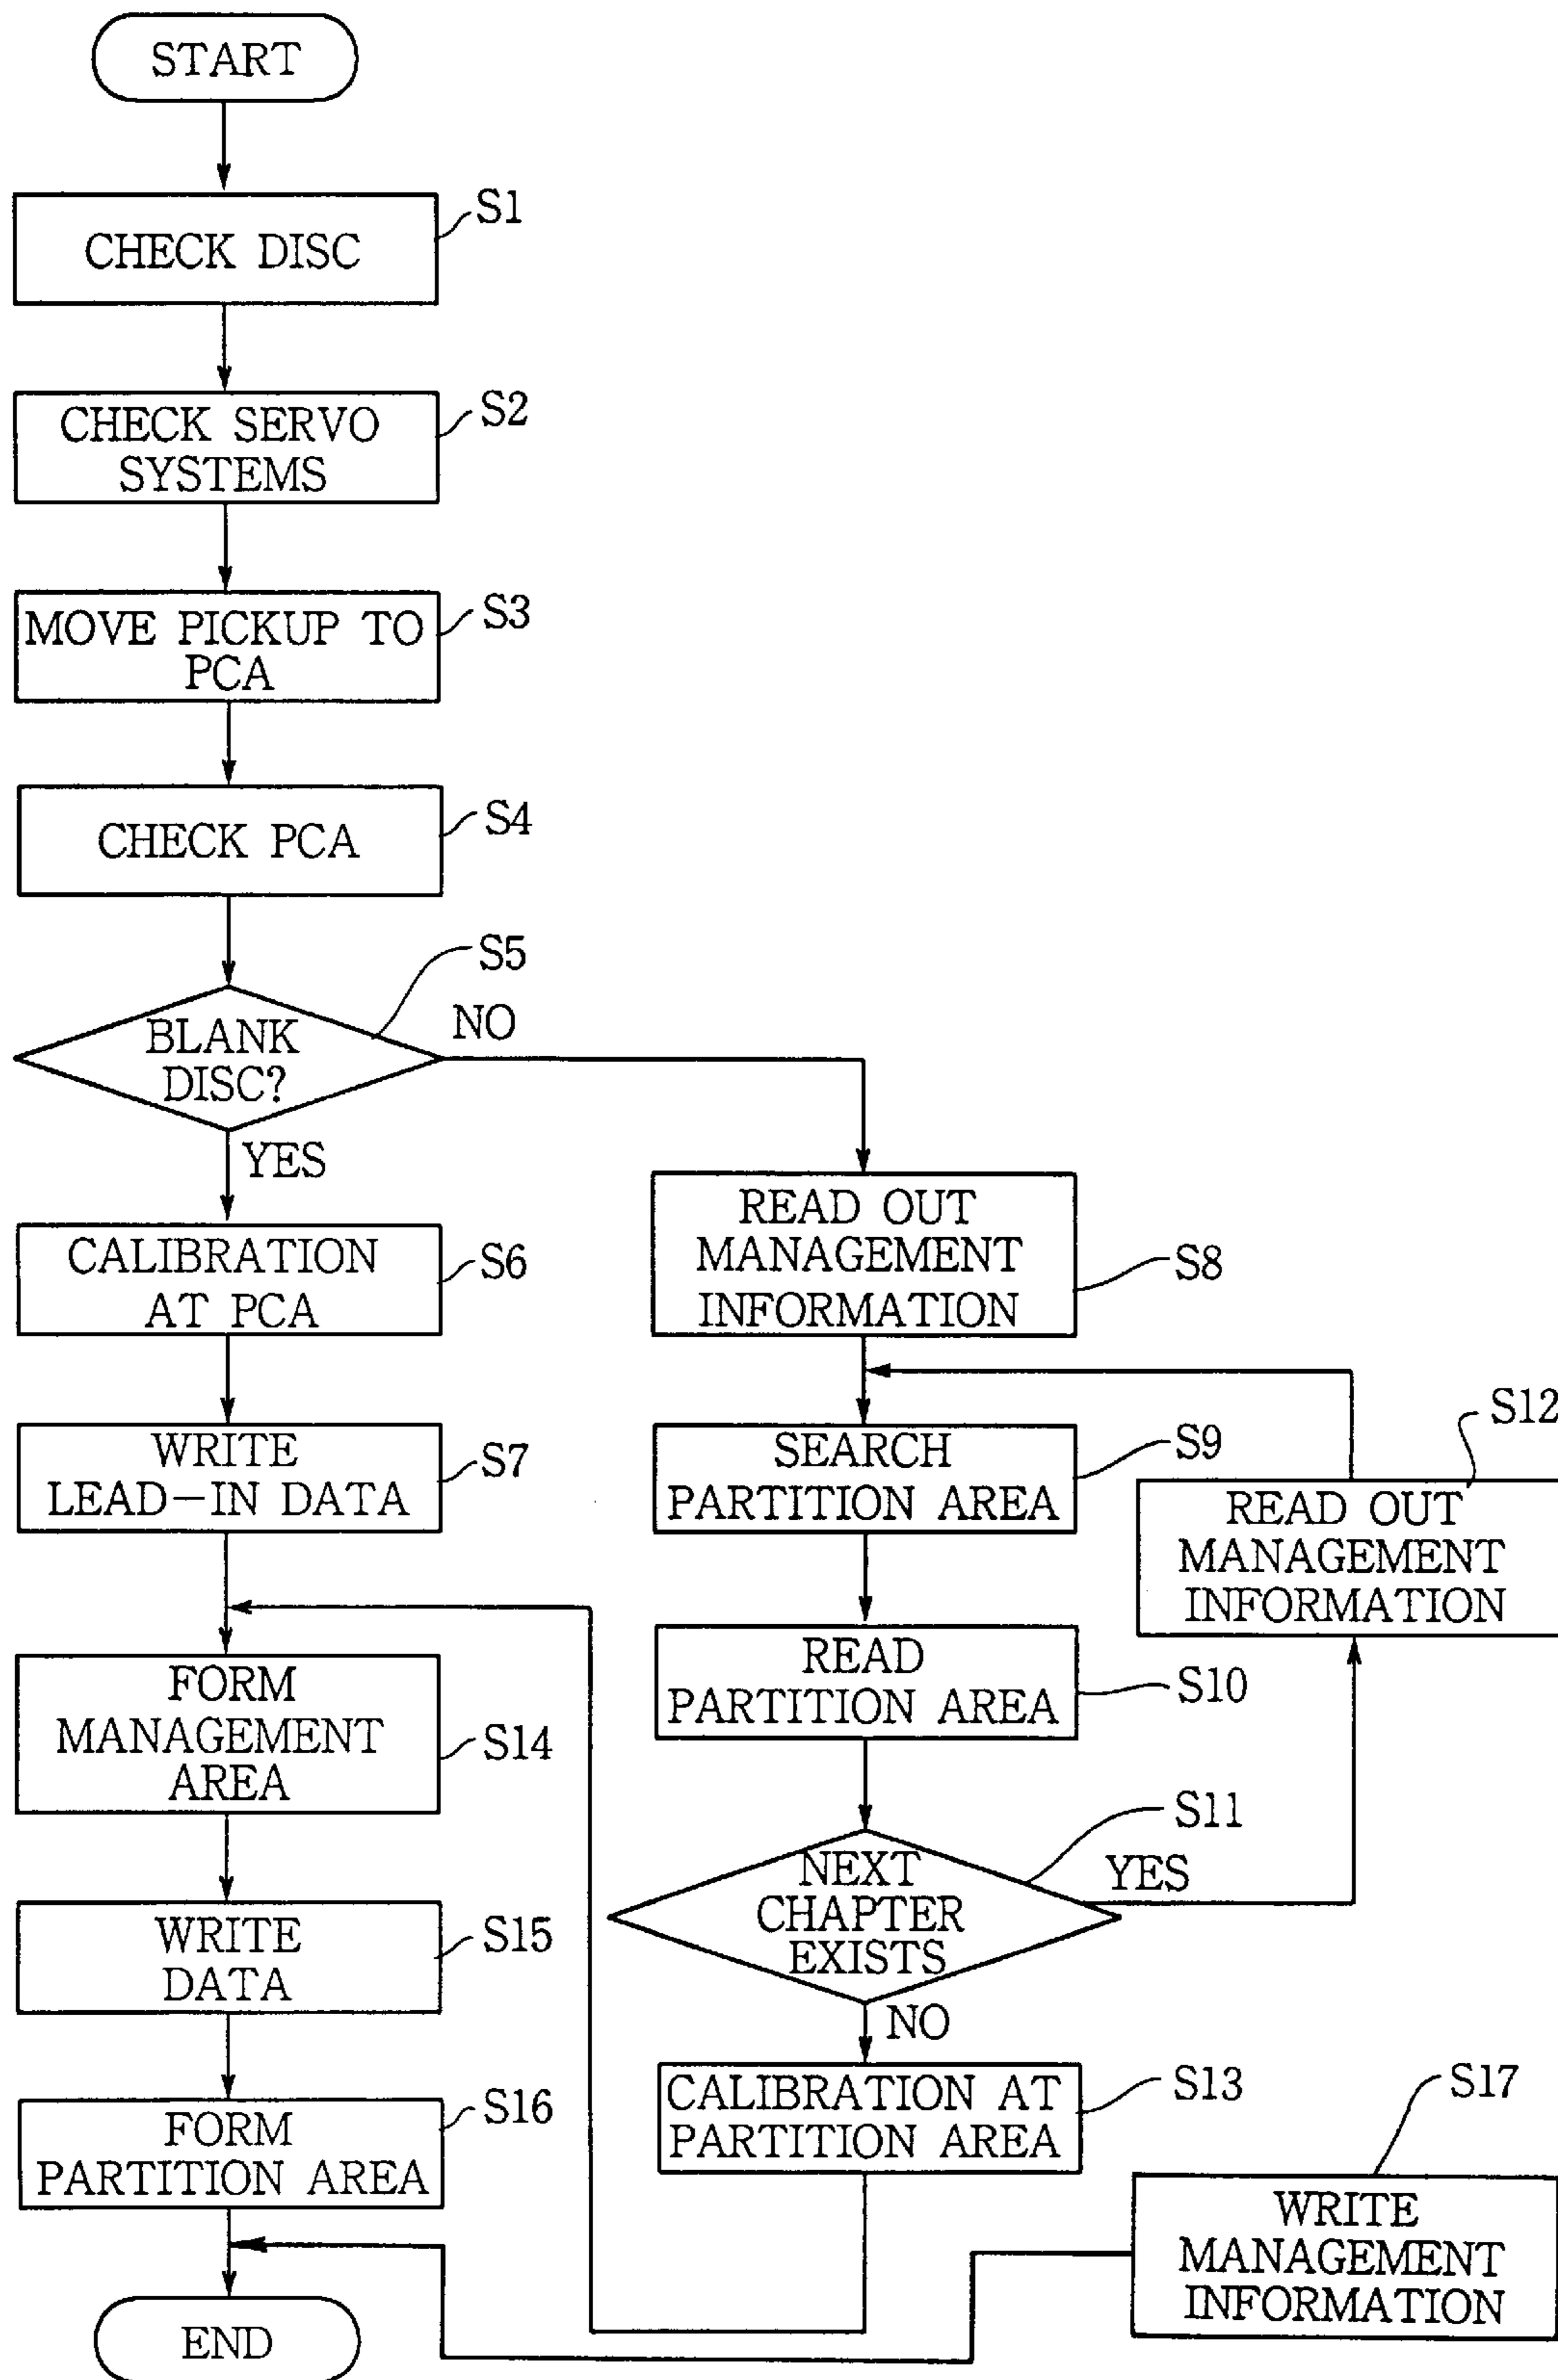 START
CHECK DISC
S1
CHECK SERVO
SYSTEMS
S2
MOVE PICKUP TO
PCA
S3
CHECK PCA
S4
BLANK
DISC?
S5
NO
YES
CALIBRATION
AT PCA
S6
WRITE
LEAD-IN DATA
S7
READ OUT
MANAGEMENT
INFORMATION
S8
SEARCH
PARTITION AREA
S9
READ
PARTITION AREA
S10
NEXT
CHAPTER
EXISTS
S11
YES
NO
READ OUT
MANAGEMENT
INFORMATION
S12
CALIBRATION AT
PARTITION AREA
S13
FORM
MANAGEMENT
AREA
S14
WRITE
DATA
S15
FORM
PARTITION AREA
S16
WRITE
MANAGEMENT
INFORMATION
S17
END